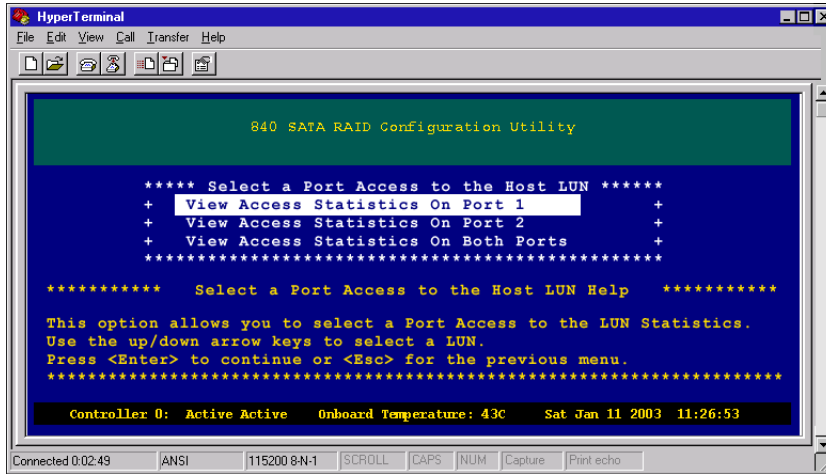 HyperTerminal
File Edit View Call Transfer Help
840 SATA RAID Configuration Utility
***** Select a Port Access to the Host LUN ******
+ View Access Statistics On Port 1 +
+ View Access Statistics On Port 2 +
+ View Access Statistics On Both Ports +
**************************************************
*********** Select a Port Access to the Host LUN Help ***********
This option allows you to select a Port Access to the LUN Statistics.
Use the up/down arrow keys to select a LUN.
Press <Enter> to continue or <Esc> for the previous menu.
***********************************************************************
Controller 0: Active Active Onboard Temperature: 43C Sat Jan 11 2003 11:26:53
Connected 0:02:49 ANSI 115200 8-N-1 SCROLL CAPS NUM Capture Print echo